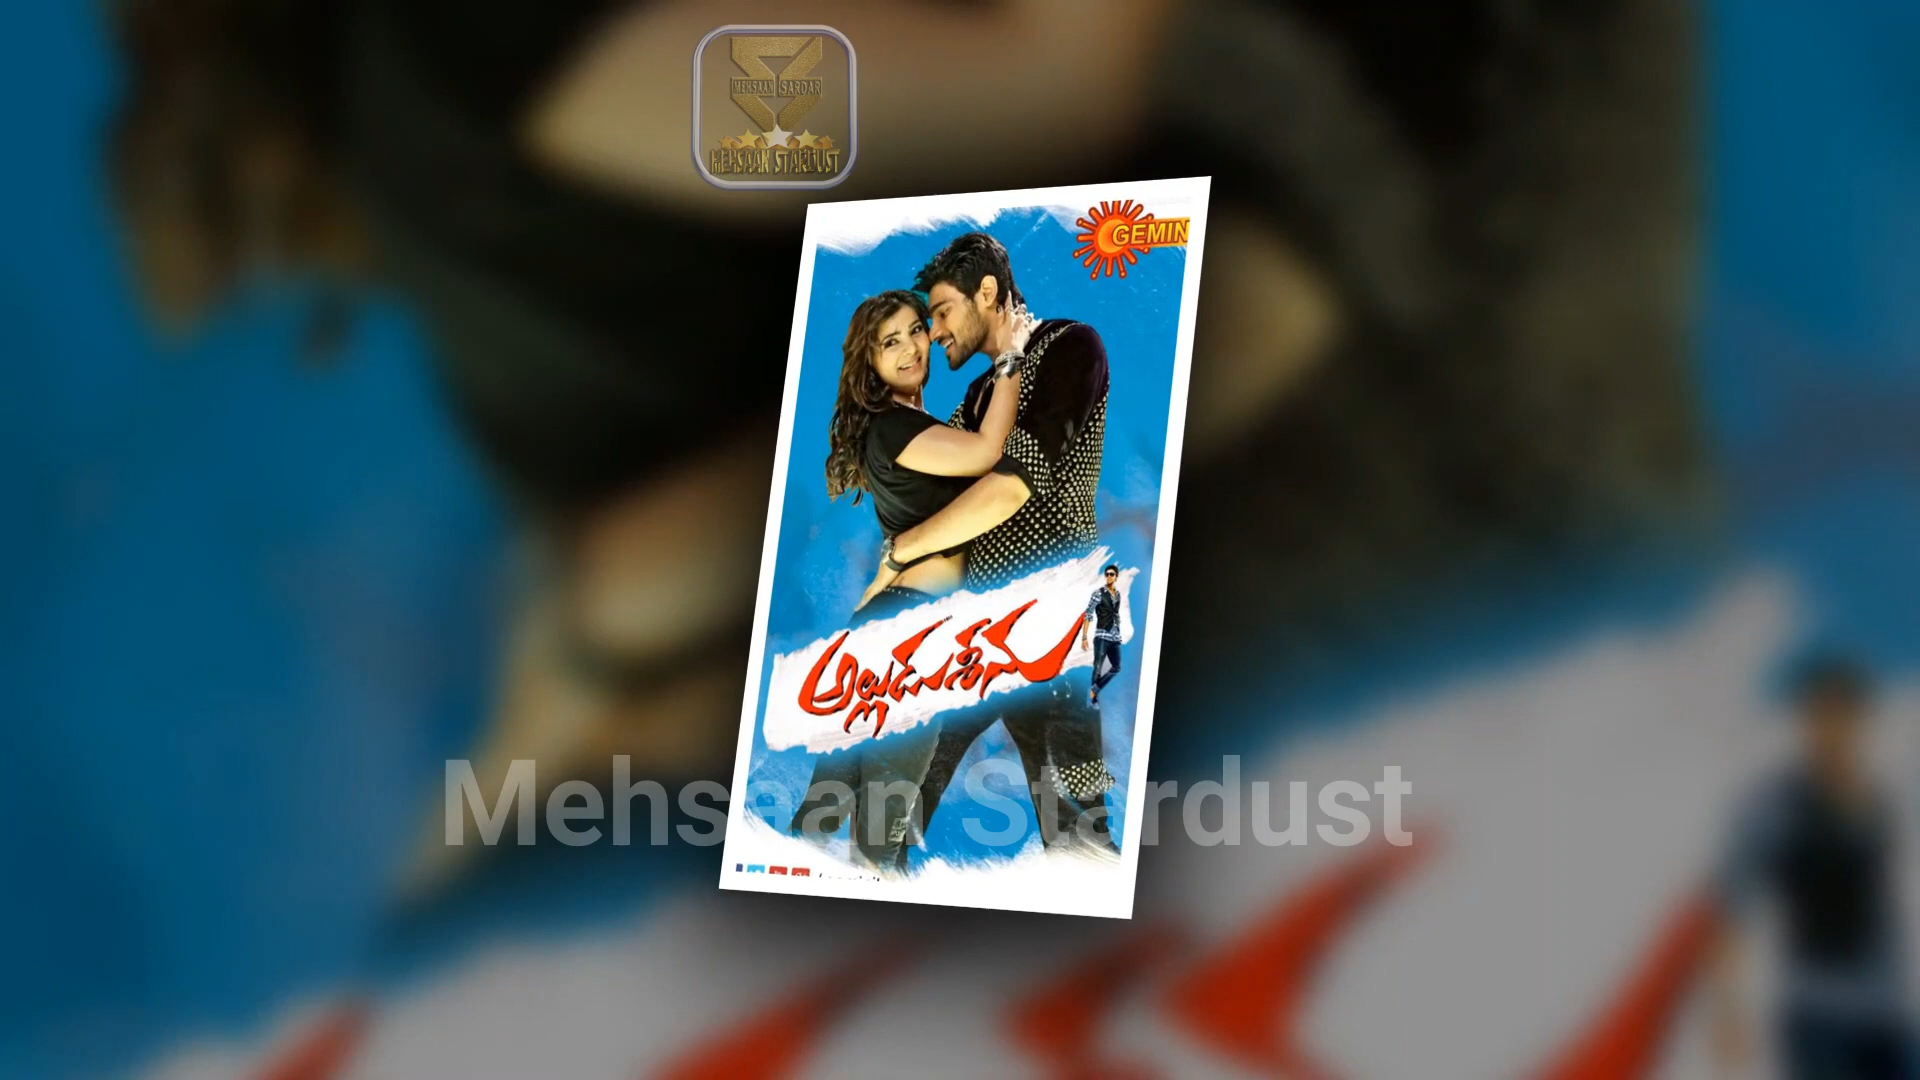 MEHSAAN SARDAR
MEHSAAN STARDUST
GEMIN
అల్లుడుశీను
Mehsaan Stardust